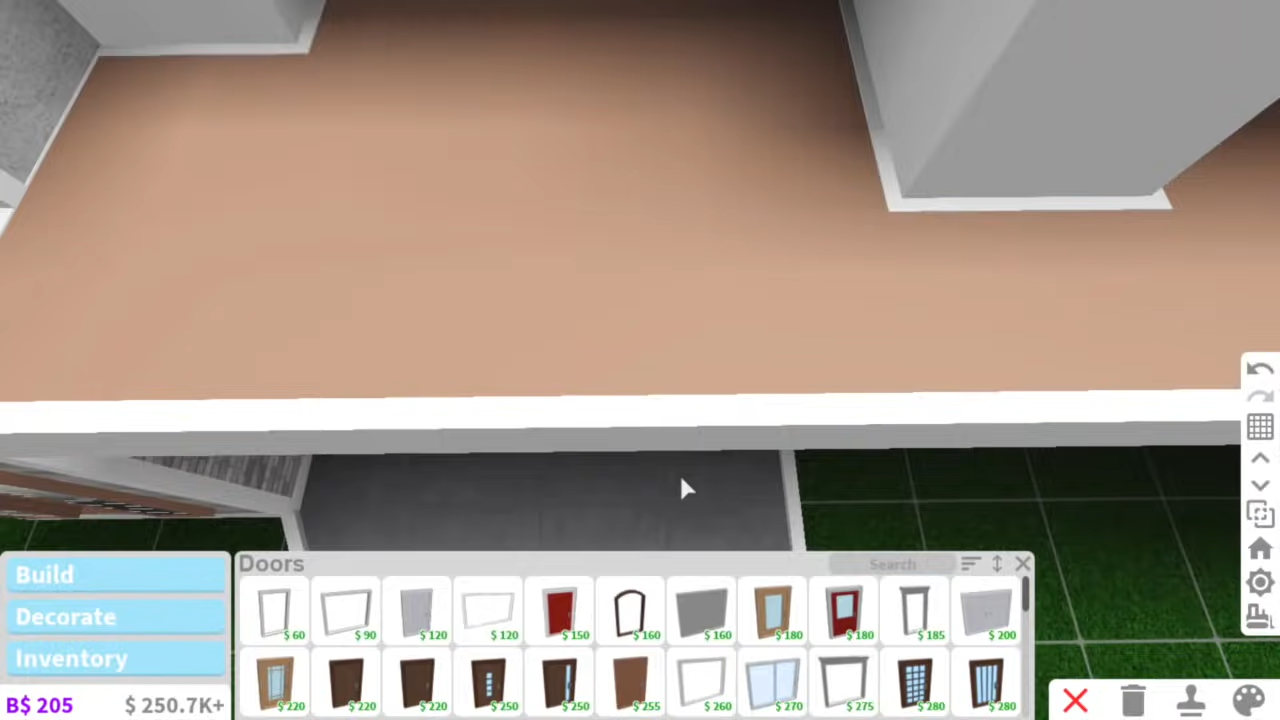 Doors
Search
$ 60 $ 90 $ 120 $ 120 $ 150 $ 160 $ 160 $ 180 $ 180 $ 185 $ 200
$ 220 $ 220 $ 220 $ 250 $ 250 $ 255 $ 260 $ 270 $ 275 $ 280 $ 280
Build
Decorate
Inventory
B$ 205 $ 250.7K+
L